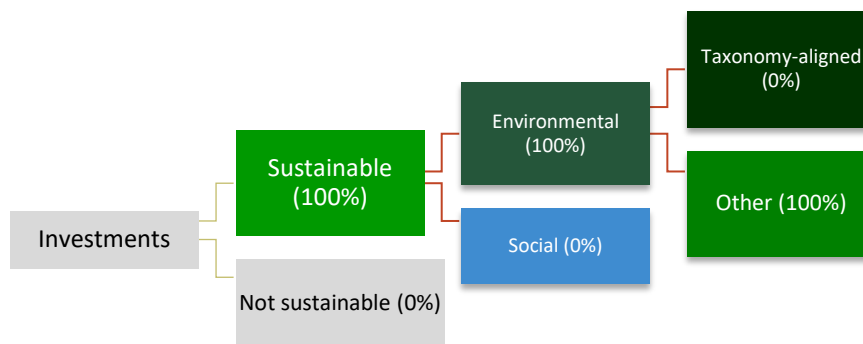 Investments
Sustainable
(100%)
Not sustainable (0%)
Environmental
(100%)
Social (0%)
Taxonomy-aligned
(0%)
Other (100%)